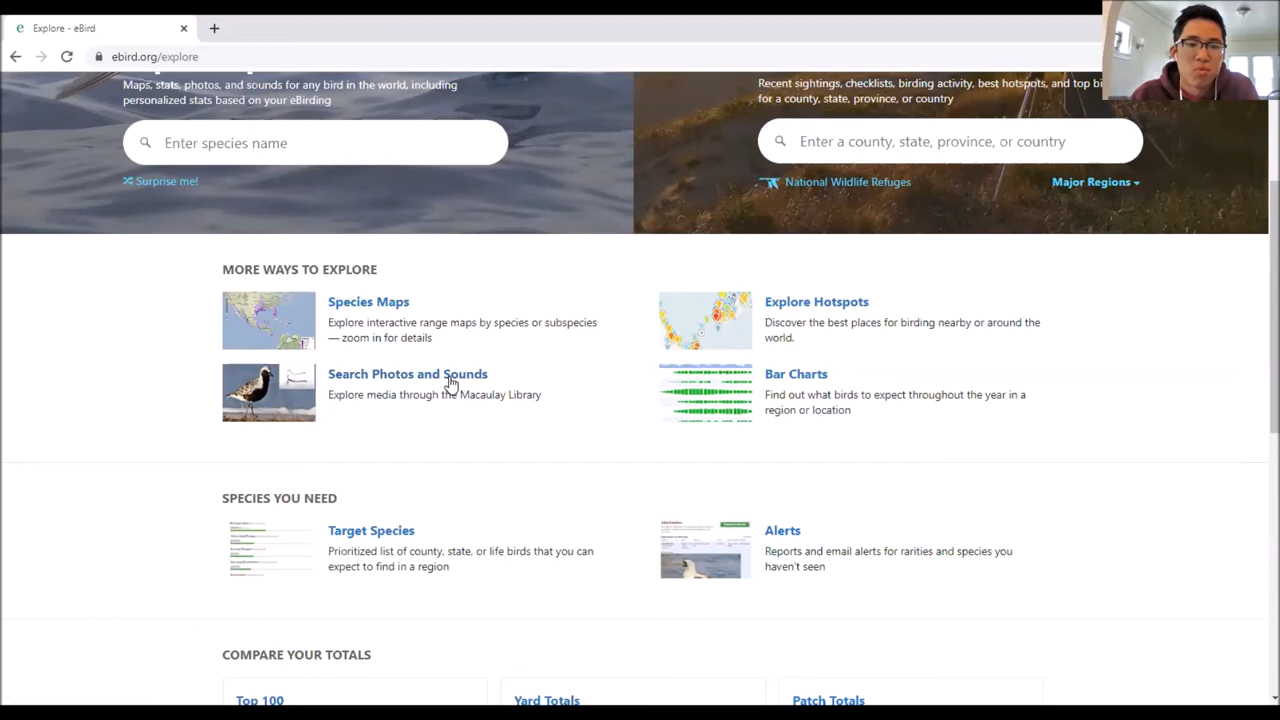 Explore - eBird
ebird.org/explore
Maps, stats, photos, and sounds for any bird in the world, including
personalized stats based on your eBirding
Enter species name
Surprise me!
Recent sightings, checklists, birding activity, best hotspots, and top bi
for a county, state, province, or country
Enter a county, state, province, or country
National Wildlife Refuges
Major Regions
MORE WAYS TO EXPLORE
Species Maps
Explore interactive range maps by species or subspecies
— zoom in for details
Explore Hotspots
Discover the best places for birding nearby or around the
world.
Search Photos and Sounds
Explore media through the Macaulay Library
Bar Charts
Find out what birds to expect throughout the year in a
region or location
SPECIES YOU NEED
Target Species
Prioritized list of county, state, or life birds that you can
expect to find in a region
Alerts
Reports and email alerts for rarities and species you
haven't seen
COMPARE YOUR TOTALS
Top 100
Yard Totals
Patch Totals